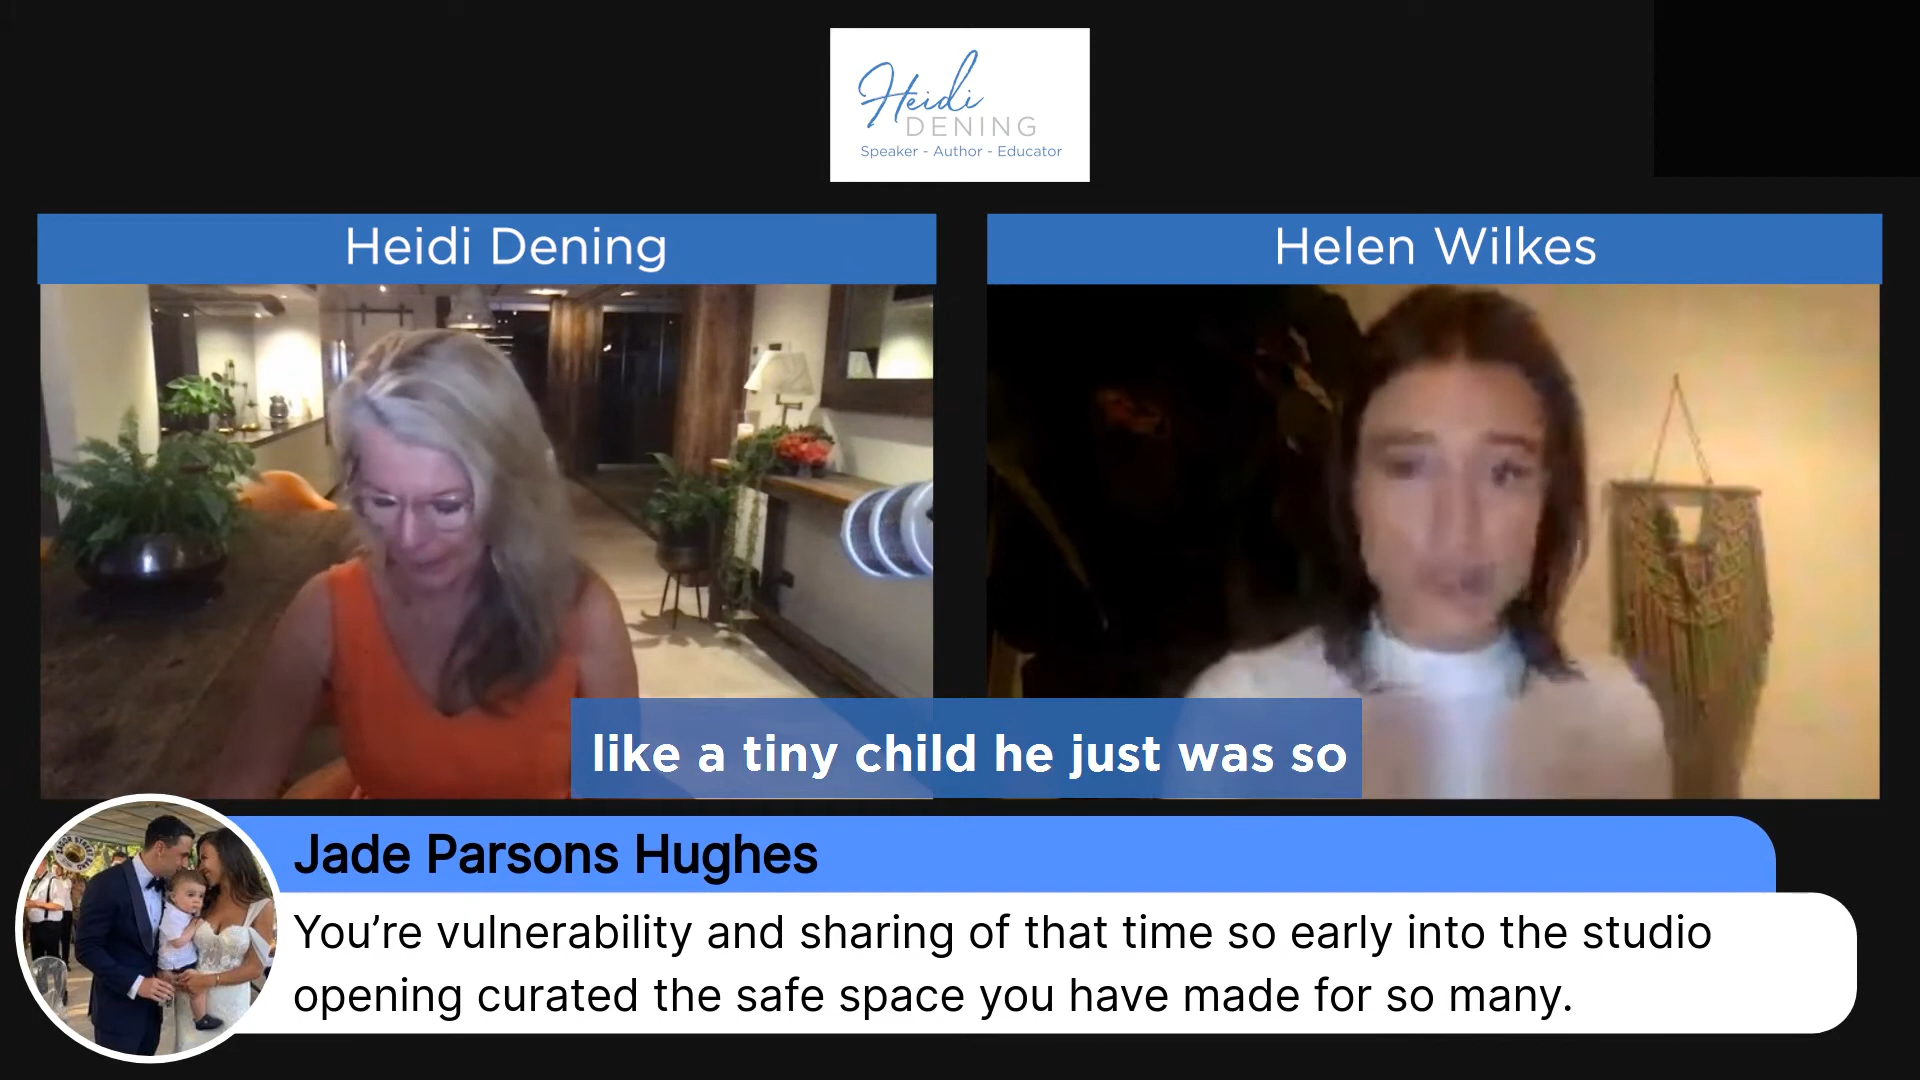 Heidi
DENING
Speaker - Author - Educator
Heidi Dening
Helen Wilkes
like a tiny child he just was so
Jade Parsons Hughes
You’re vulnerability and sharing of that time so early into the studio
opening curated the safe space you have made for so many.